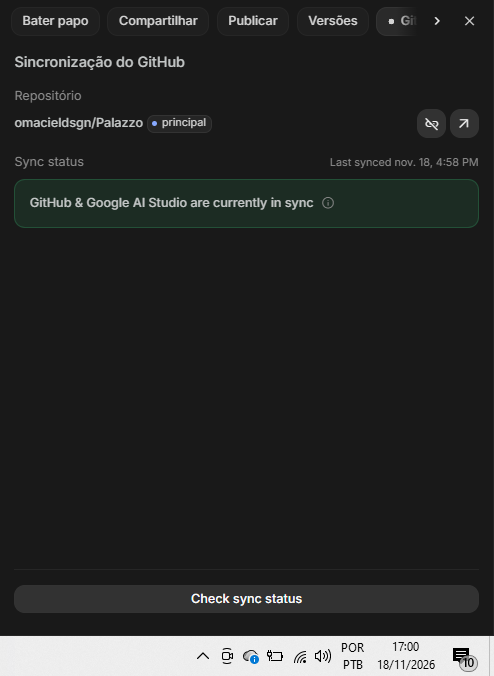 Bater papo Compartilhar Publicar Versões Git
Sincronização do GitHub
Repositório
omacieldsgn/Palazzo principal
Sync status Last synced nov. 18, 4:58 PM
GitHub & Google AI Studio are currently in sync
Check sync status
POR 17:00
PTB 18/11/2026
10